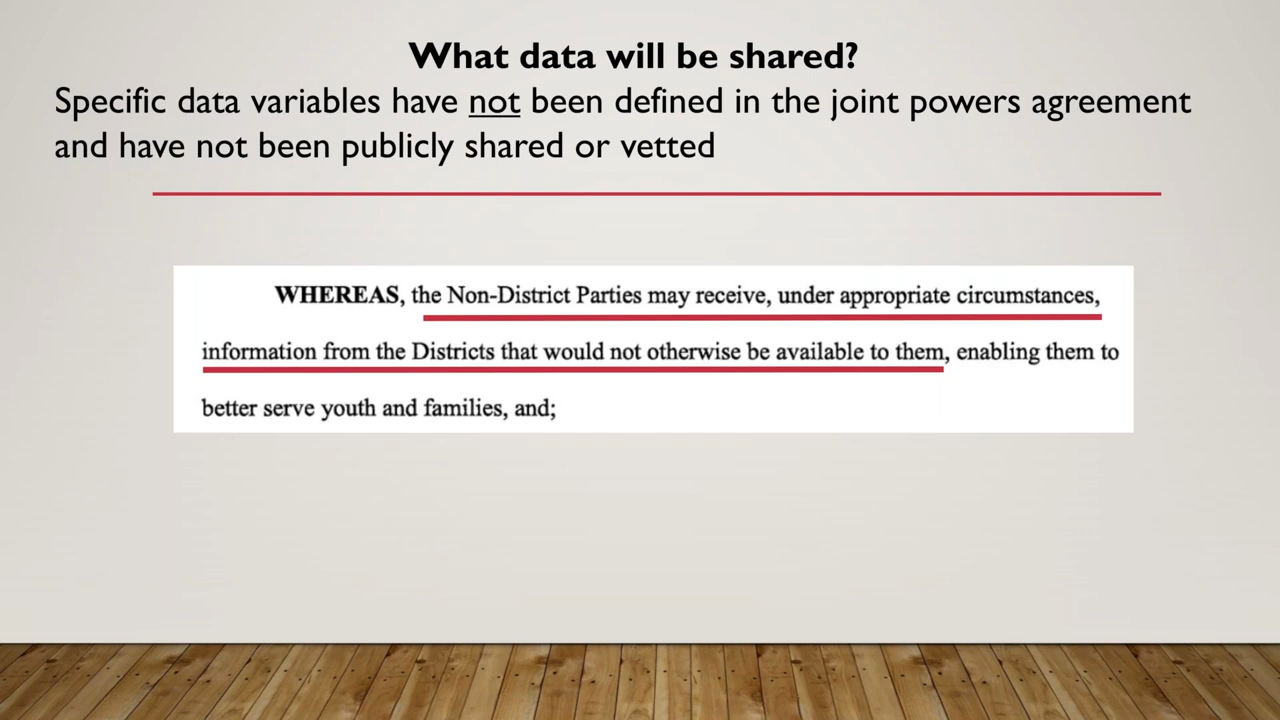 What data will be shared?
Specific data variables have not been defined in the joint powers agreement
and have not been publicly shared or vetted
WHEREAS, the Non-District Parties may receive, under appropriate circumstances,
information from the Districts that would not otherwise be available to them, enabling them to
better serve youth and families, and;